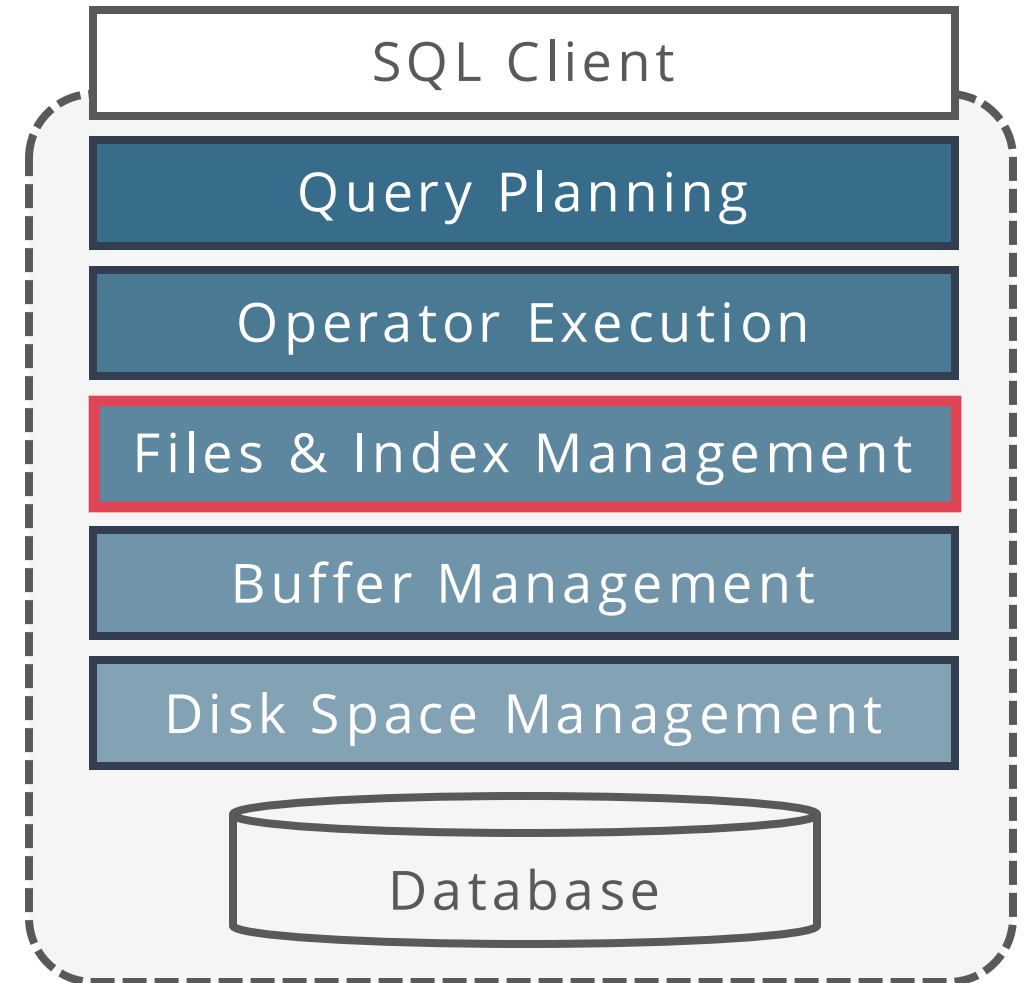 SQL Client
Query Planning
Operator Execution
Files & Index Management
Buffer Management
Disk Space Management
Database